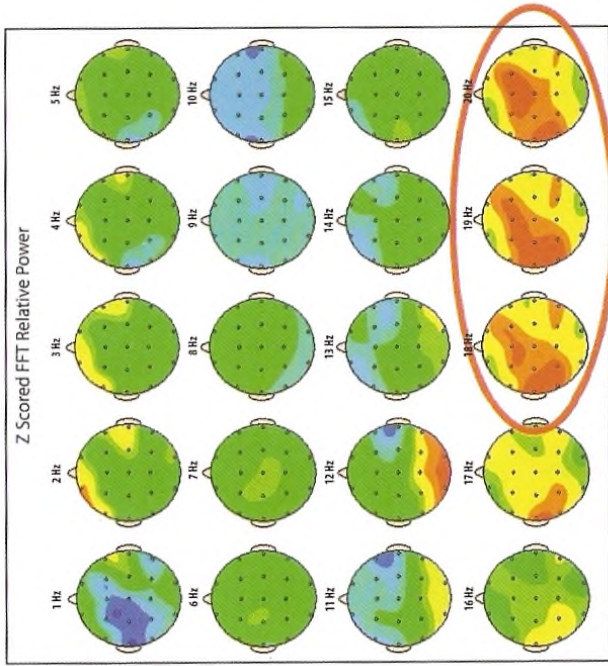 Z Scored FFT Relative Power
1 Hz
2 Hz
3 Hz
4 Hz
5 Hz
6 Hz
7 Hz
8 Hz
9 Hz
10 Hz
11 Hz
12 Hz
13 Hz
14 Hz
15 Hz
16 Hz
17 Hz
18 Hz
19 Hz
20 Hz